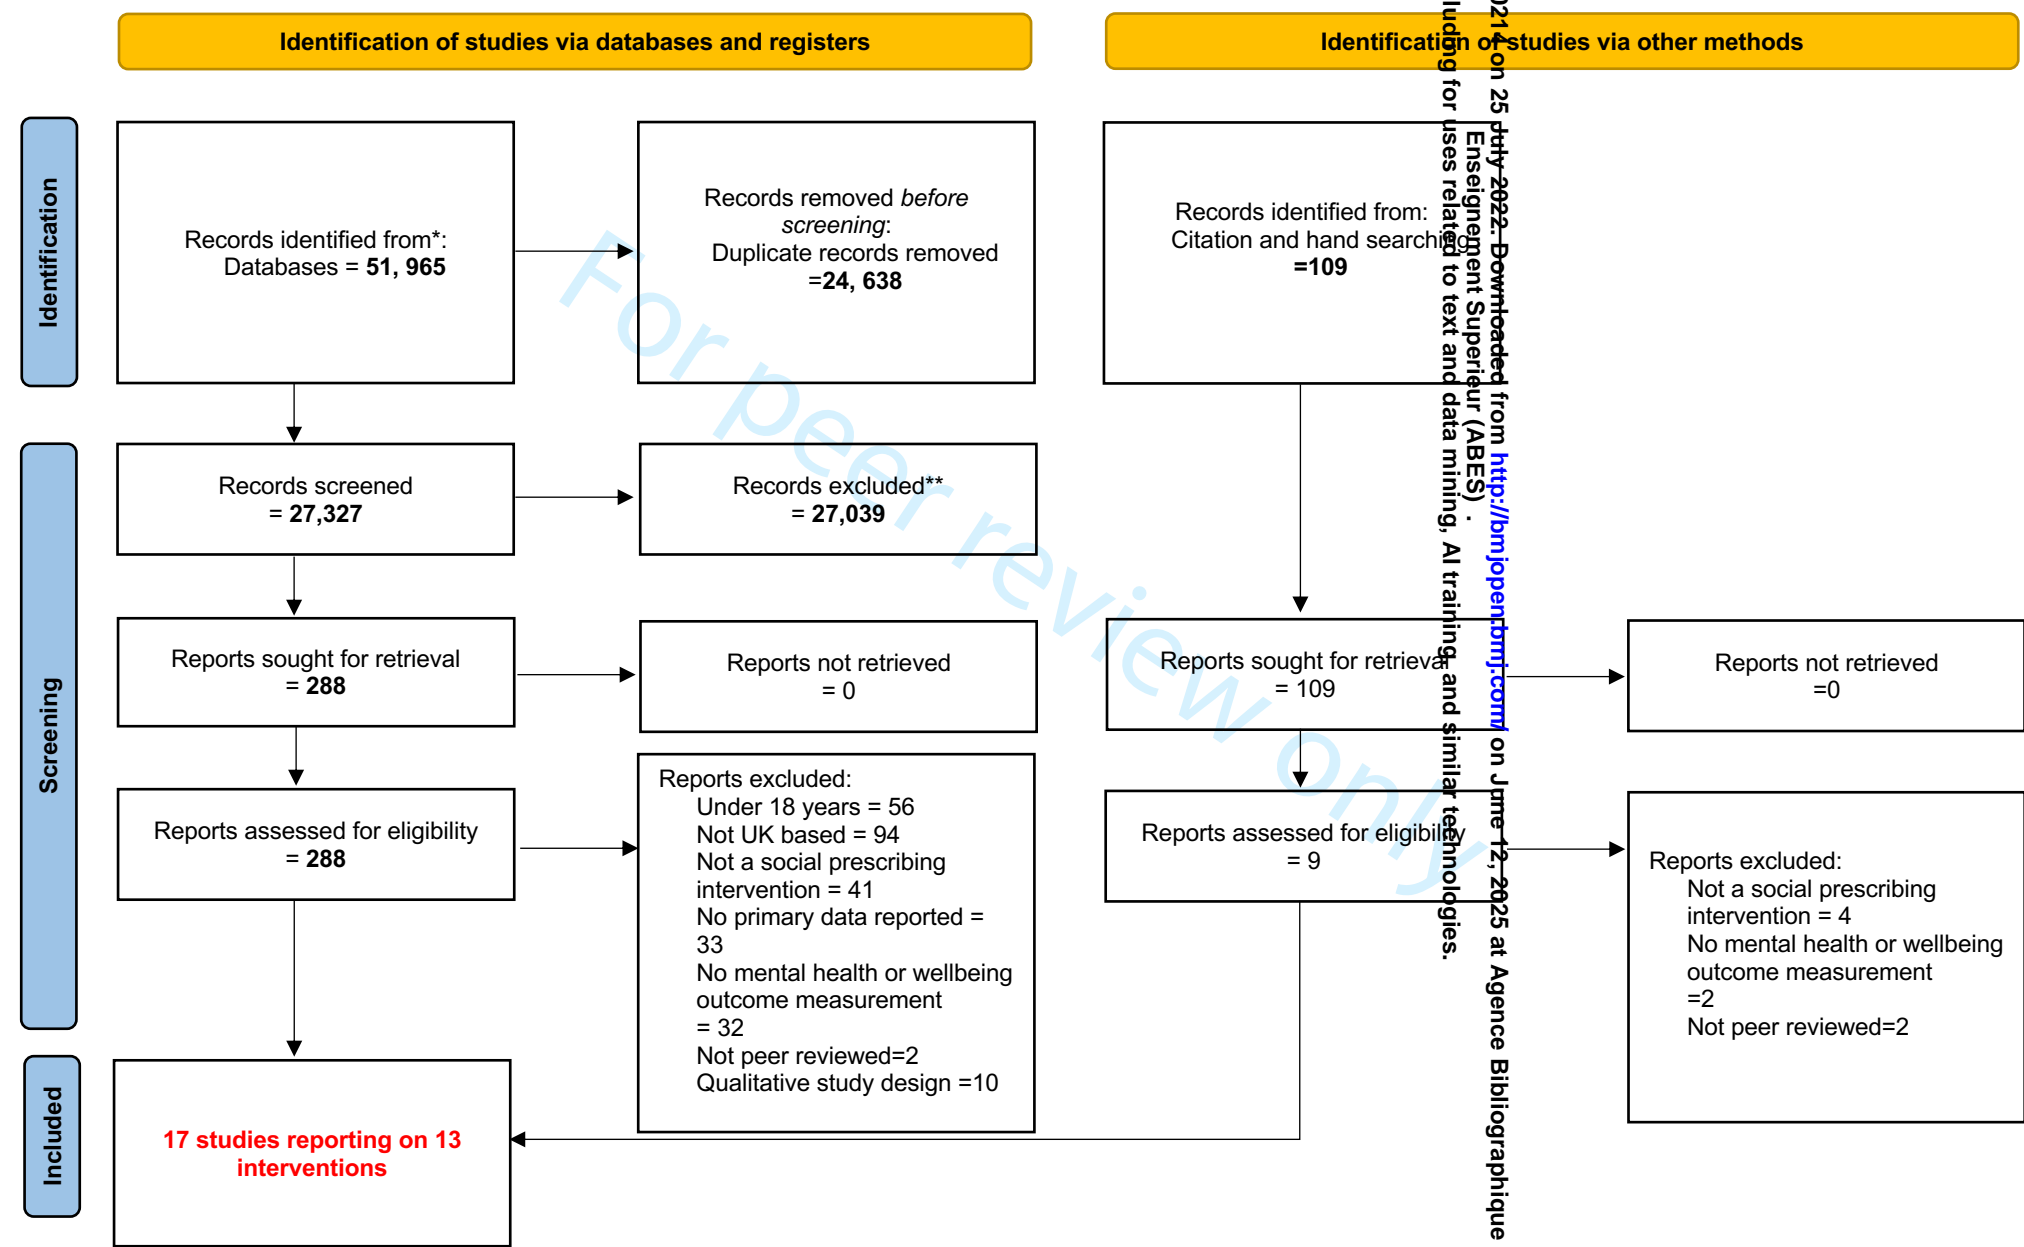 Identification of studies via databases and registers
Identification of studies via other methods
Identification
Records identified from*:
Databases = 51, 965
Records removed before
screening:
Duplicate records removed
=24, 638
Records identified from:
Citation and hand searching
=109
Screening
Records screened
= 27,327
Records excluded**
= 27,039
Reports sought for retrieval
= 288
Reports not retrieved
= 0
Reports sought for retrieval
= 109
Reports not retrieved
=0
Reports assessed for eligibility
= 288
Reports excluded:
Under 18 years = 56
Not UK based = 94
Not a social prescribing
intervention = 41
No primary data reported =
33
No mental health or wellbeing
outcome measurement
= 32
Not peer reviewed=2
Qualitative study design =10
Reports assessed for eligibility
= 9
Reports excluded:
Not a social prescribing
intervention = 4
No mental health or wellbeing
outcome measurement
=2
Not peer reviewed=2
Included
17 studies reporting on 13
interventions
For peer review only
on 25 July 2022. Downloaded from http://bmjopen.bmj.com/ on June 12, 2025 at Agence Bibliographique
Enseignement Superieur (ABES) .
for uses related to text and data mining, AI training, and similar technologies.